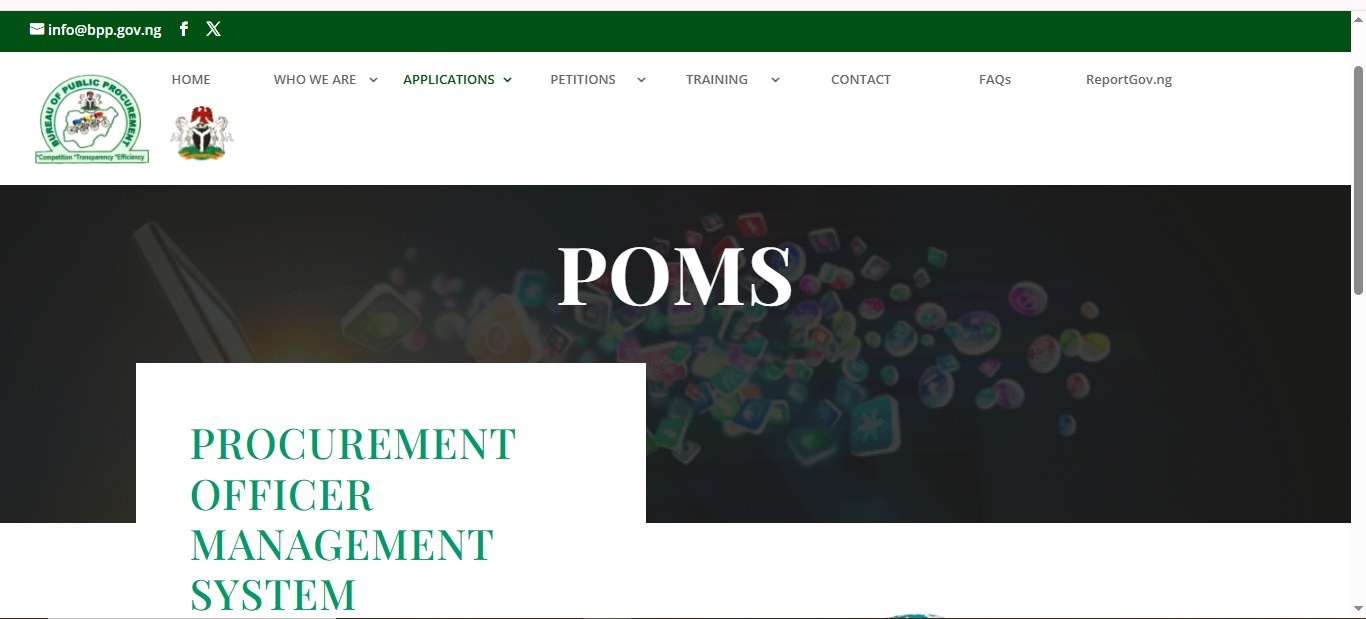 info@bpp.gov.ng
HOME WHO WE ARE APPLICATIONS PETITIONS TRAINING CONTACT FAQs ReportGov.ng
BUREAU OF PUBLIC PROCUREMENT
"Competition "Transparency "Efficiency
POMS
PROCUREMENT
OFFICER
MANAGEMENT
SYSTEM